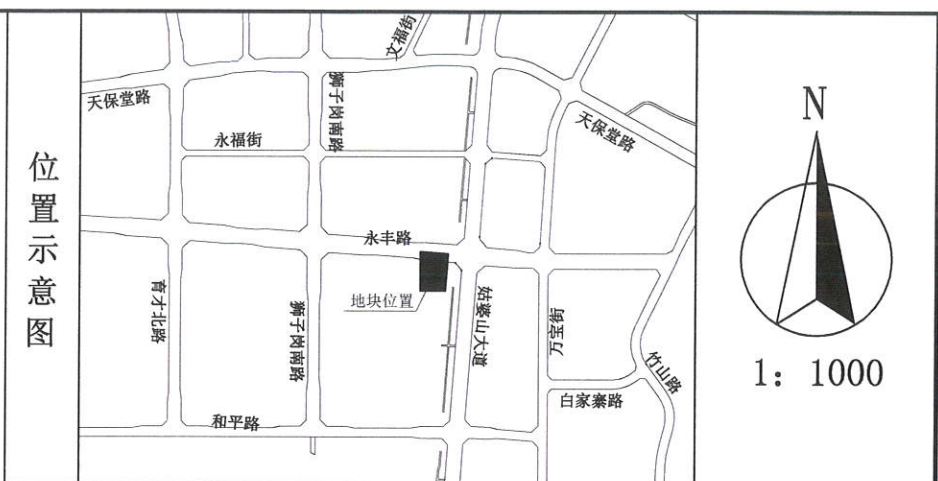 位置示意图
文福街
天保堂路
狮子岗南路
永福街
天保堂路
永丰路
地块位置
育才北路
狮子岗南路
姑婆山大道
万宝街
竹山路
白家寨路
和平路
N
1: 1000